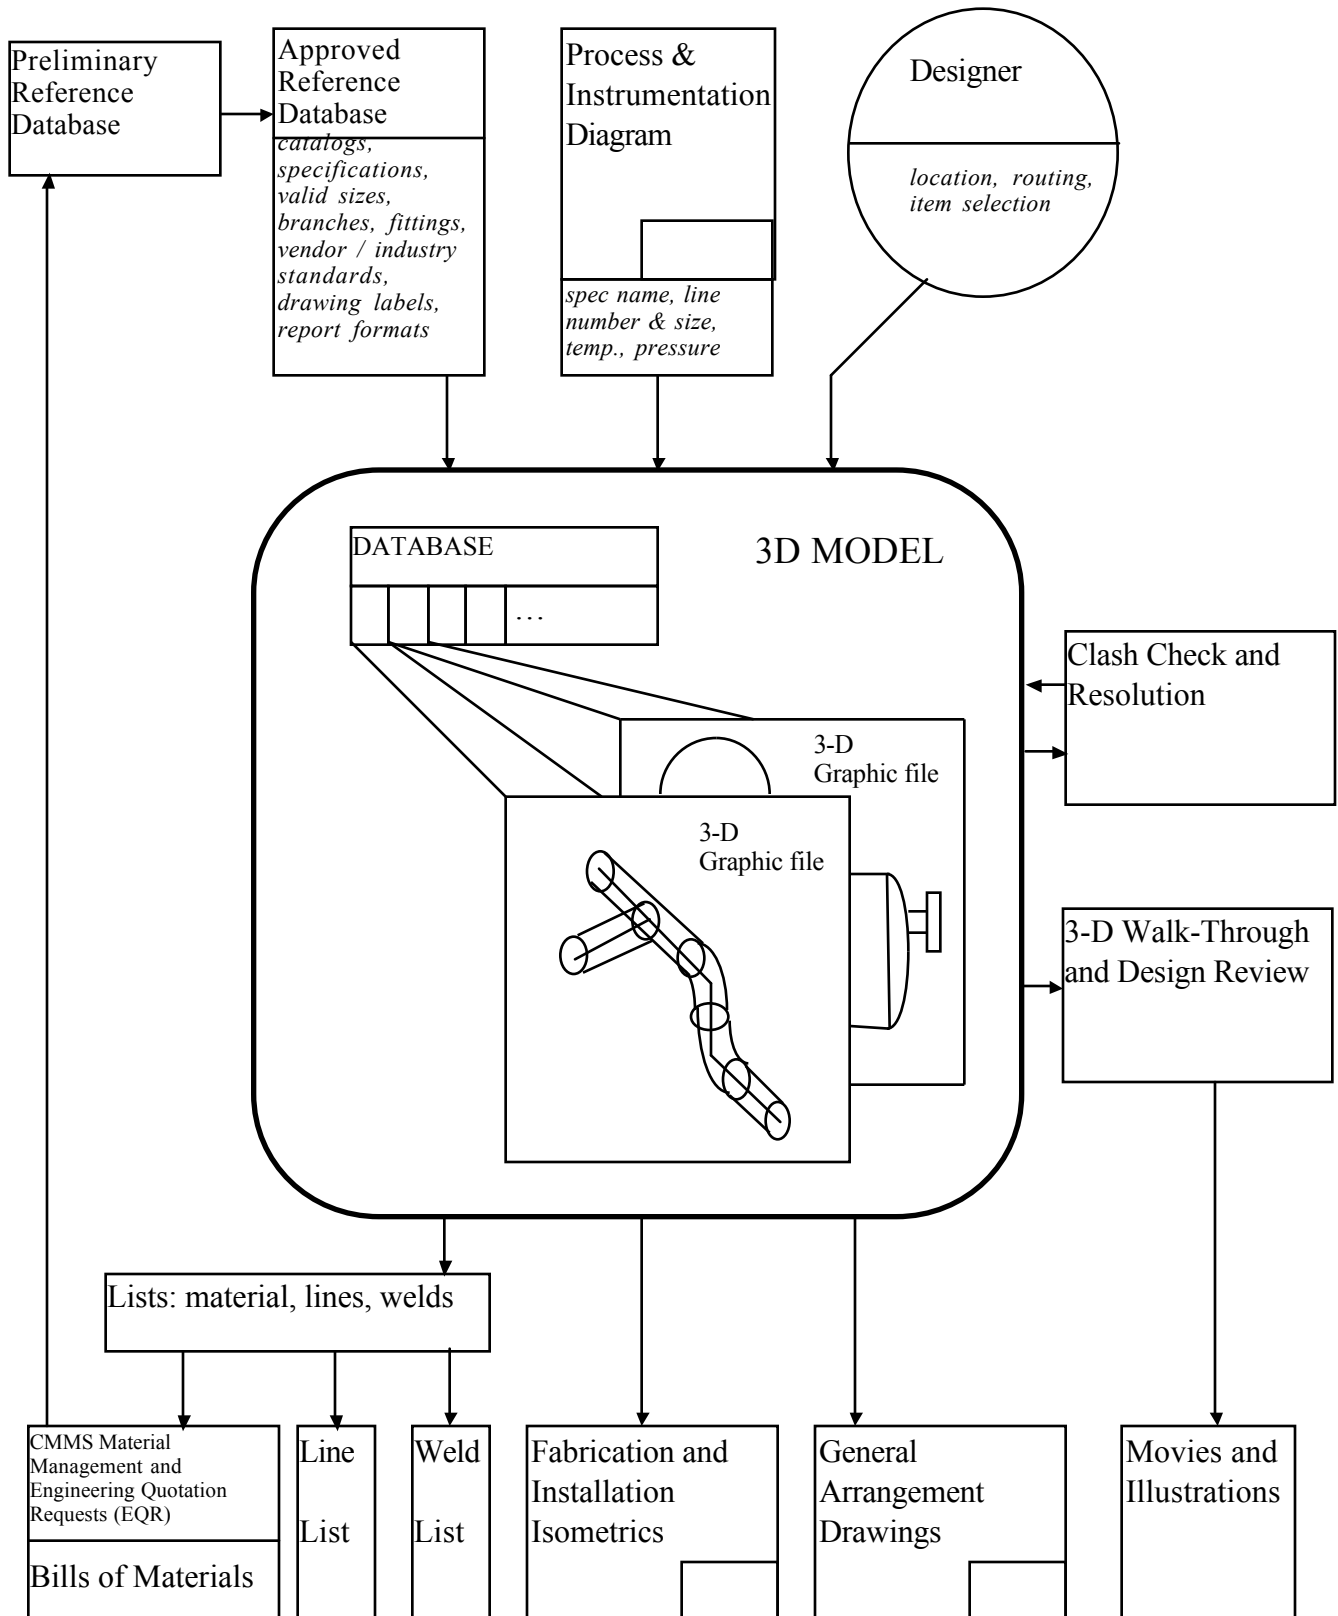 Preliminary
Reference
Database
Approved
Reference
Database
catalogs,
specifications,
valid sizes,
branches, fittings,
vendor / industry
standards,
drawing labels,
report formats
Process &
Instrumentation
Diagram
spec name, line
number & size,
temp., pressure
Designer
location, routing,
item selection
DATABASE
...
3D MODEL
3-D
Graphic file
3-D
Graphic file
Clash Check and
Resolution
3-D Walk-Through
and Design Review
Lists: material, lines, welds
CMMS Material
Management and
Engineering Quotation
Requests (EQR)
Bills of Materials
Line
List
Weld
List
Fabrication and
Installation
Isometrics
General
Arrangement
Drawings
Movies and
Illustrations